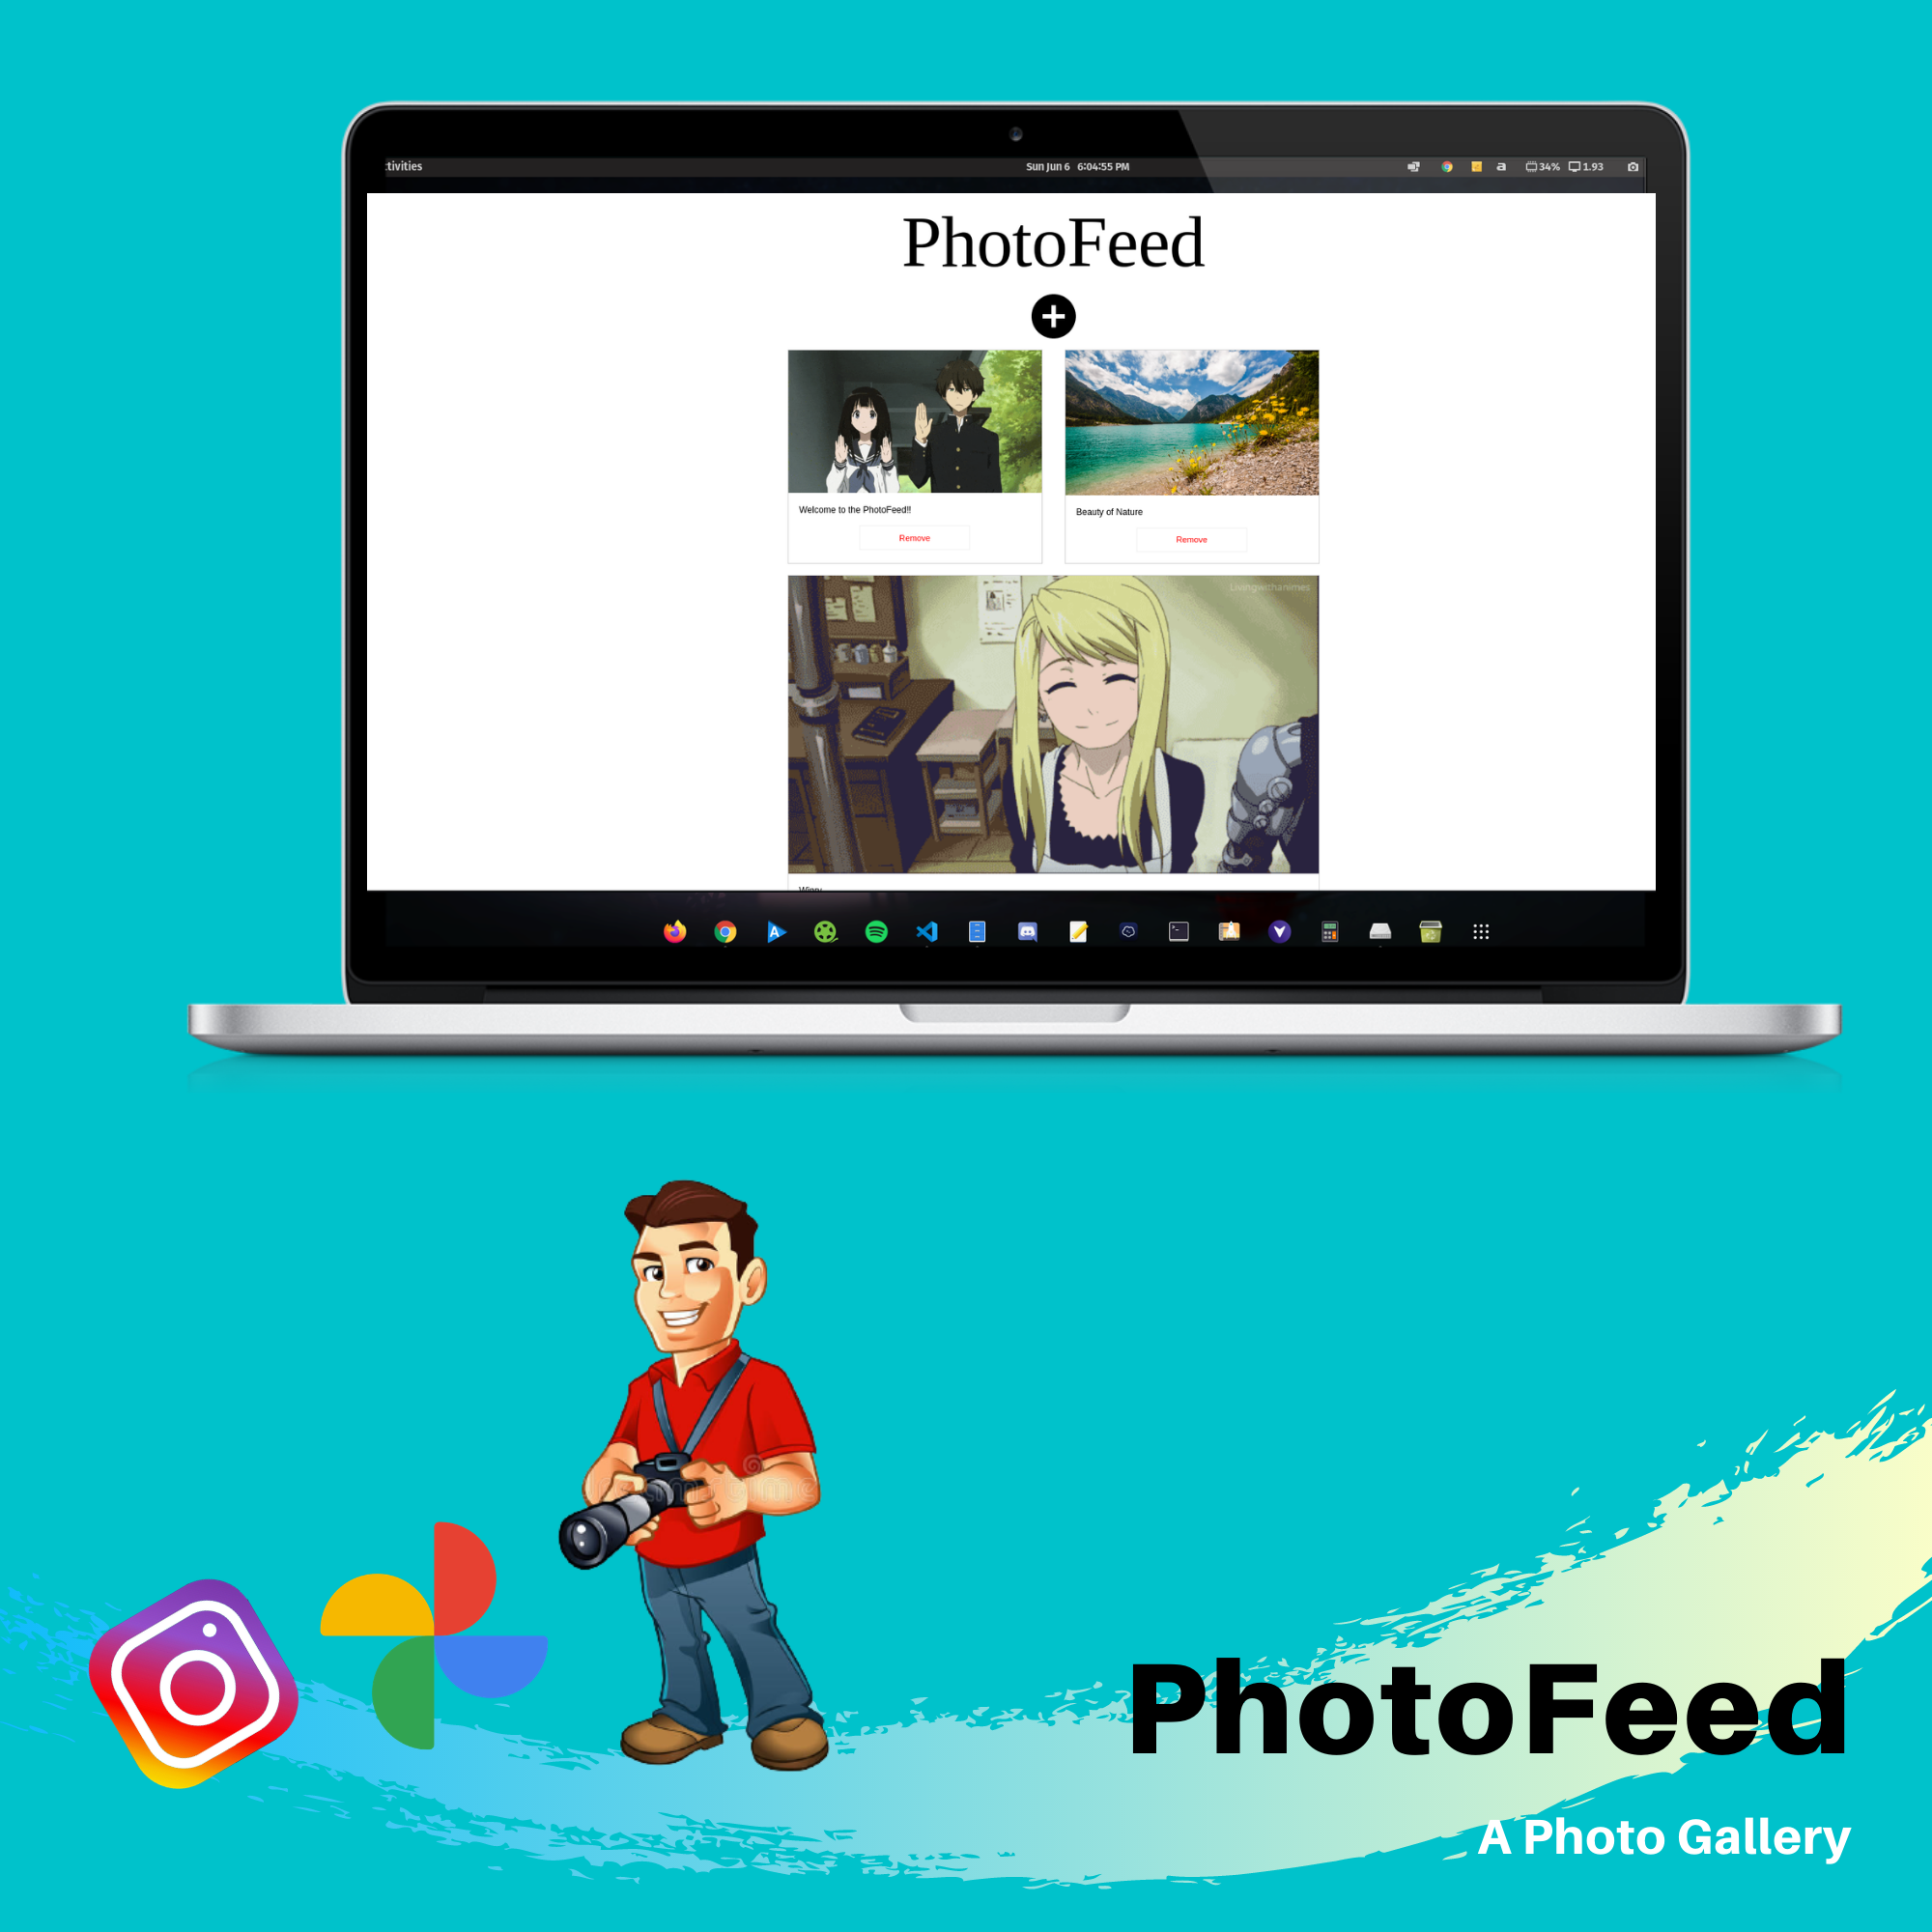 tivities
Sun Jun 6 6:04:55 PM
a
34%
1.93
PhotoFeed
Welcome to the PhotoFeed!!
Remove
Beauty of Nature
Remove
Livingwithanimes
Winry
PhotoFeed
A Photo Gallery